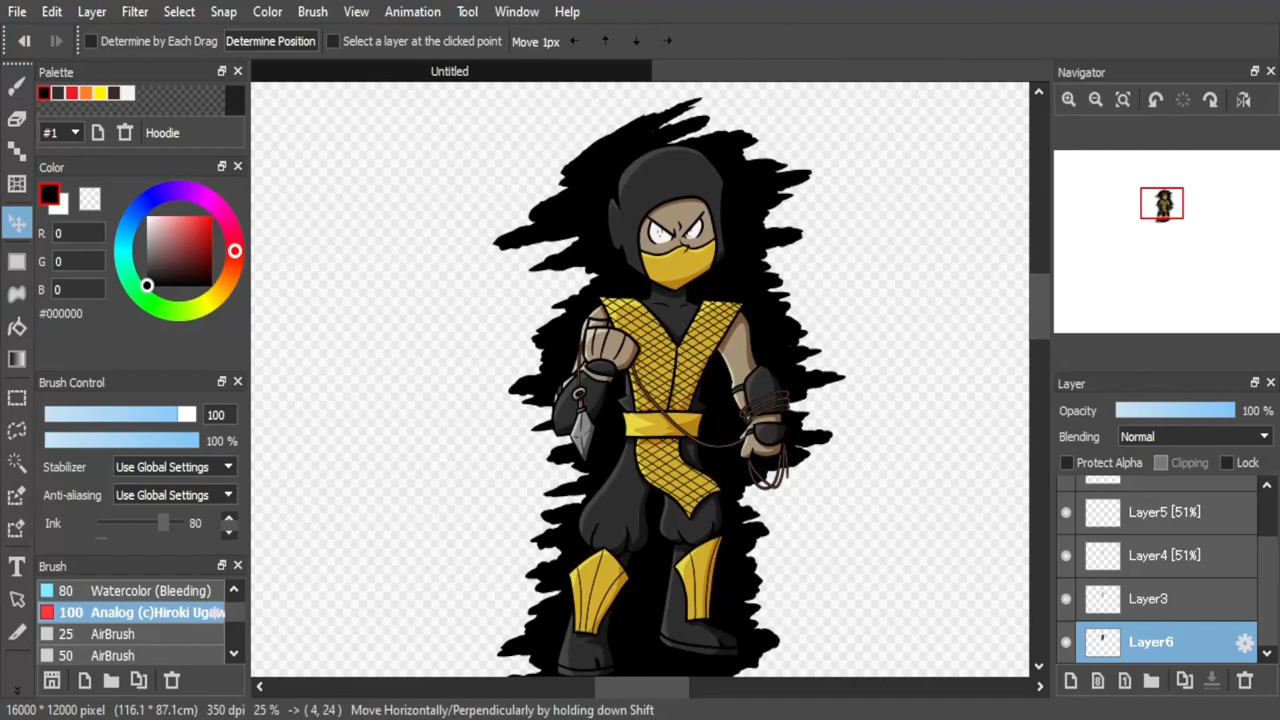 File Edit Layer Filter Select Snap Color Brush View Animation Tool Window Help
Determine by Each Drag Determine Position Select a layer at the clicked point Move 1px
Palette
Untitled
Navigator
#1 Hoodie
Color
R 0
G 0
B 0
#000000
Brush Control
100
100 %
Stabilizer Use Global Settings
Anti-aliasing Use Global Settings
Ink 80
Brush
80 Watercolor (Bleeding)
100 Analog (c)Hiroki Ugaw
25 AirBrush
50 AirBrush
Layer
Opacity 100 %
Blending Normal
Protect Alpha Clipping Lock
Layer5 [51%]
Layer4 [51%]
Layer3
Layer6
16000 * 12000 pixel (116.1 * 87.1cm) 350 dpi 25 % -> ( 4, 24 ) Move Horizontally/Perpendicularly by holding down Shift